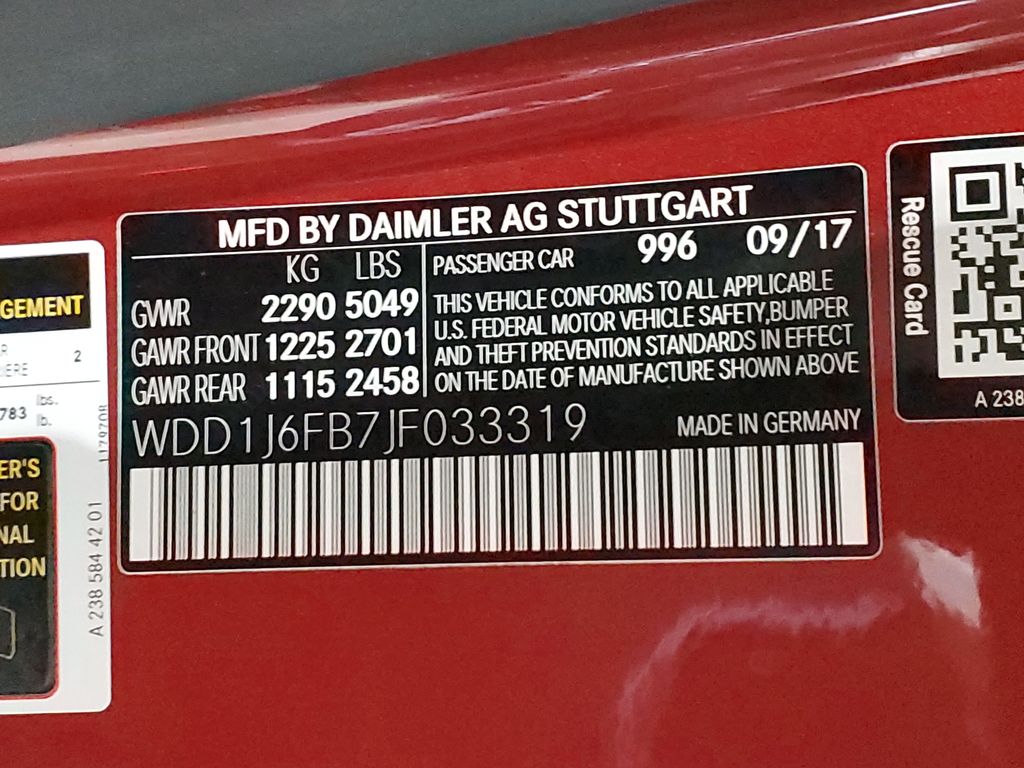 MFD BY DAIMLER AG STUTTGART
KG LBS
GVWR 2290 5049
GAWR FRONT 1225 2701
GAWR REAR 1115 2458
PASSENGER CAR 996 09/17
THIS VEHICLE CONFORMS TO ALL APPLICABLE
U.S. FEDERAL MOTOR VEHICLE SAFETY,BUMPER
AND THEFT PREVENTION STANDARDS IN EFFECT
ON THE DATE OF MANUFACTURE SHOWN ABOVE
WDD1J6FB7JF033319
MADE IN GERMANY
GEMENT
2
783 lbs.
lb.
ER'S
FOR
NAL
TION
A 238 584 42 01
Rescue Card
A 238